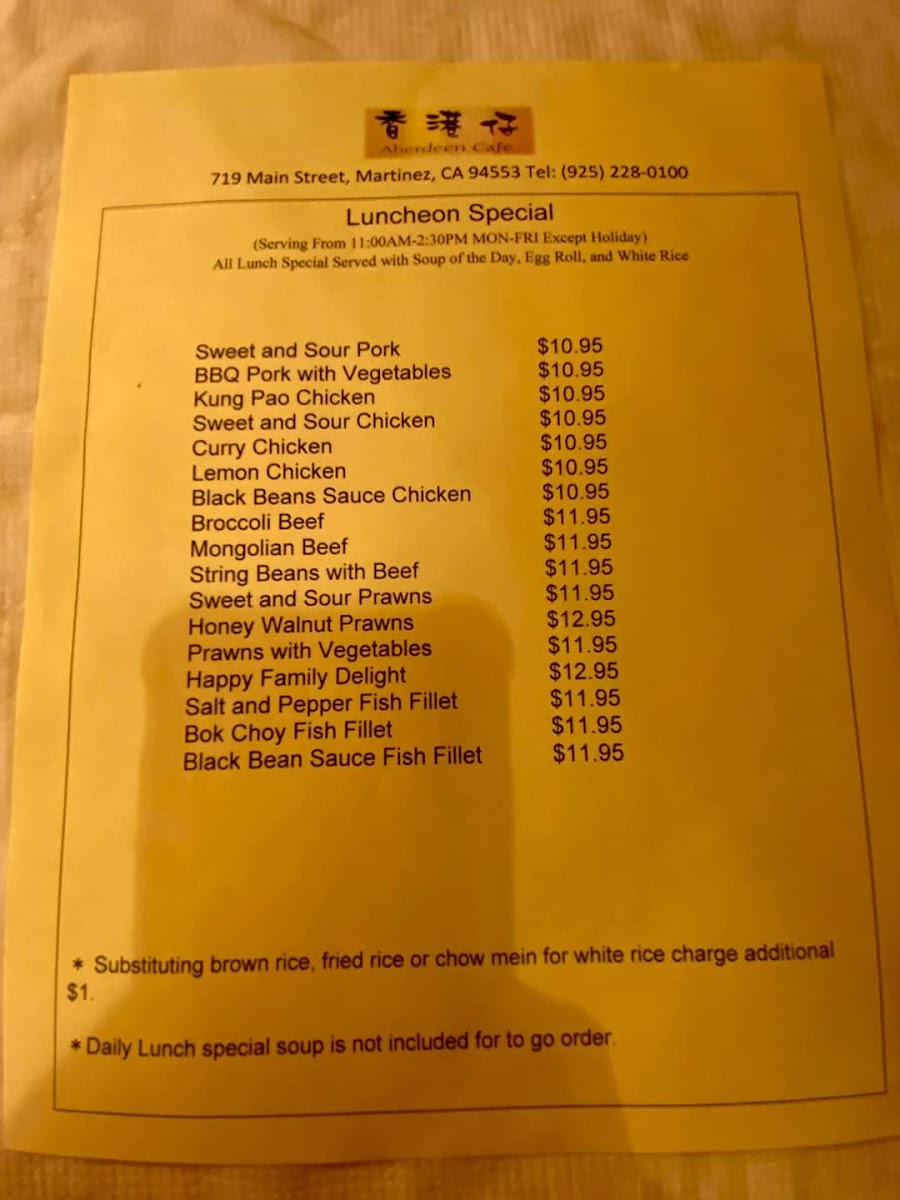 香港仔
Aberdeen Cafe
719 Main Street, Martinez, CA 94553 Tel: (925) 228-0100
Luncheon Special
(Serving From 11:00AM-2:30PM MON-FRI Except Holiday)
All Lunch Special Served with Soup of the Day, Egg Roll, and White Rice
Sweet and Sour Pork $10.95
BBQ Pork with Vegetables $10.95
Kung Pao Chicken $10.95
Sweet and Sour Chicken $10.95
Curry Chicken $10.95
Lemon Chicken $10.95
Black Beans Sauce Chicken $10.95
Broccoli Beef $11.95
Mongolian Beef $11.95
String Beans with Beef $11.95
Sweet and Sour Prawns $11.95
Honey Walnut Prawns $12.95
Prawns with Vegetables $11.95
Happy Family Delight $12.95
Salt and Pepper Fish Fillet $11.95
Bok Choy Fish Fillet $11.95
Black Bean Sauce Fish Fillet $11.95
* Substituting brown rice, fried rice or chow mein for white rice charge additional
$1.
* Daily Lunch special soup is not included for to go order.